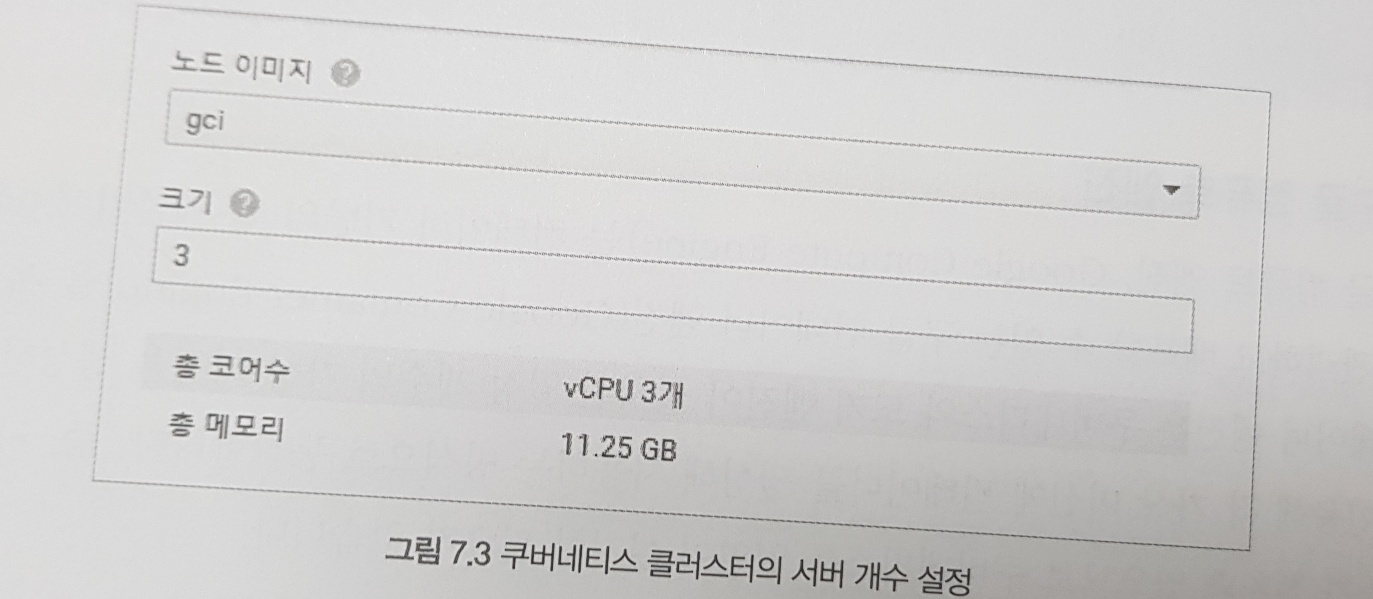 노드 이미지 ?
gci
크기 ?
3
총 코어수 vCPU 3개
총 메모리 11.25 GB
그림 7.3 쿠버네티스 클러스터의 서버 개수 설정